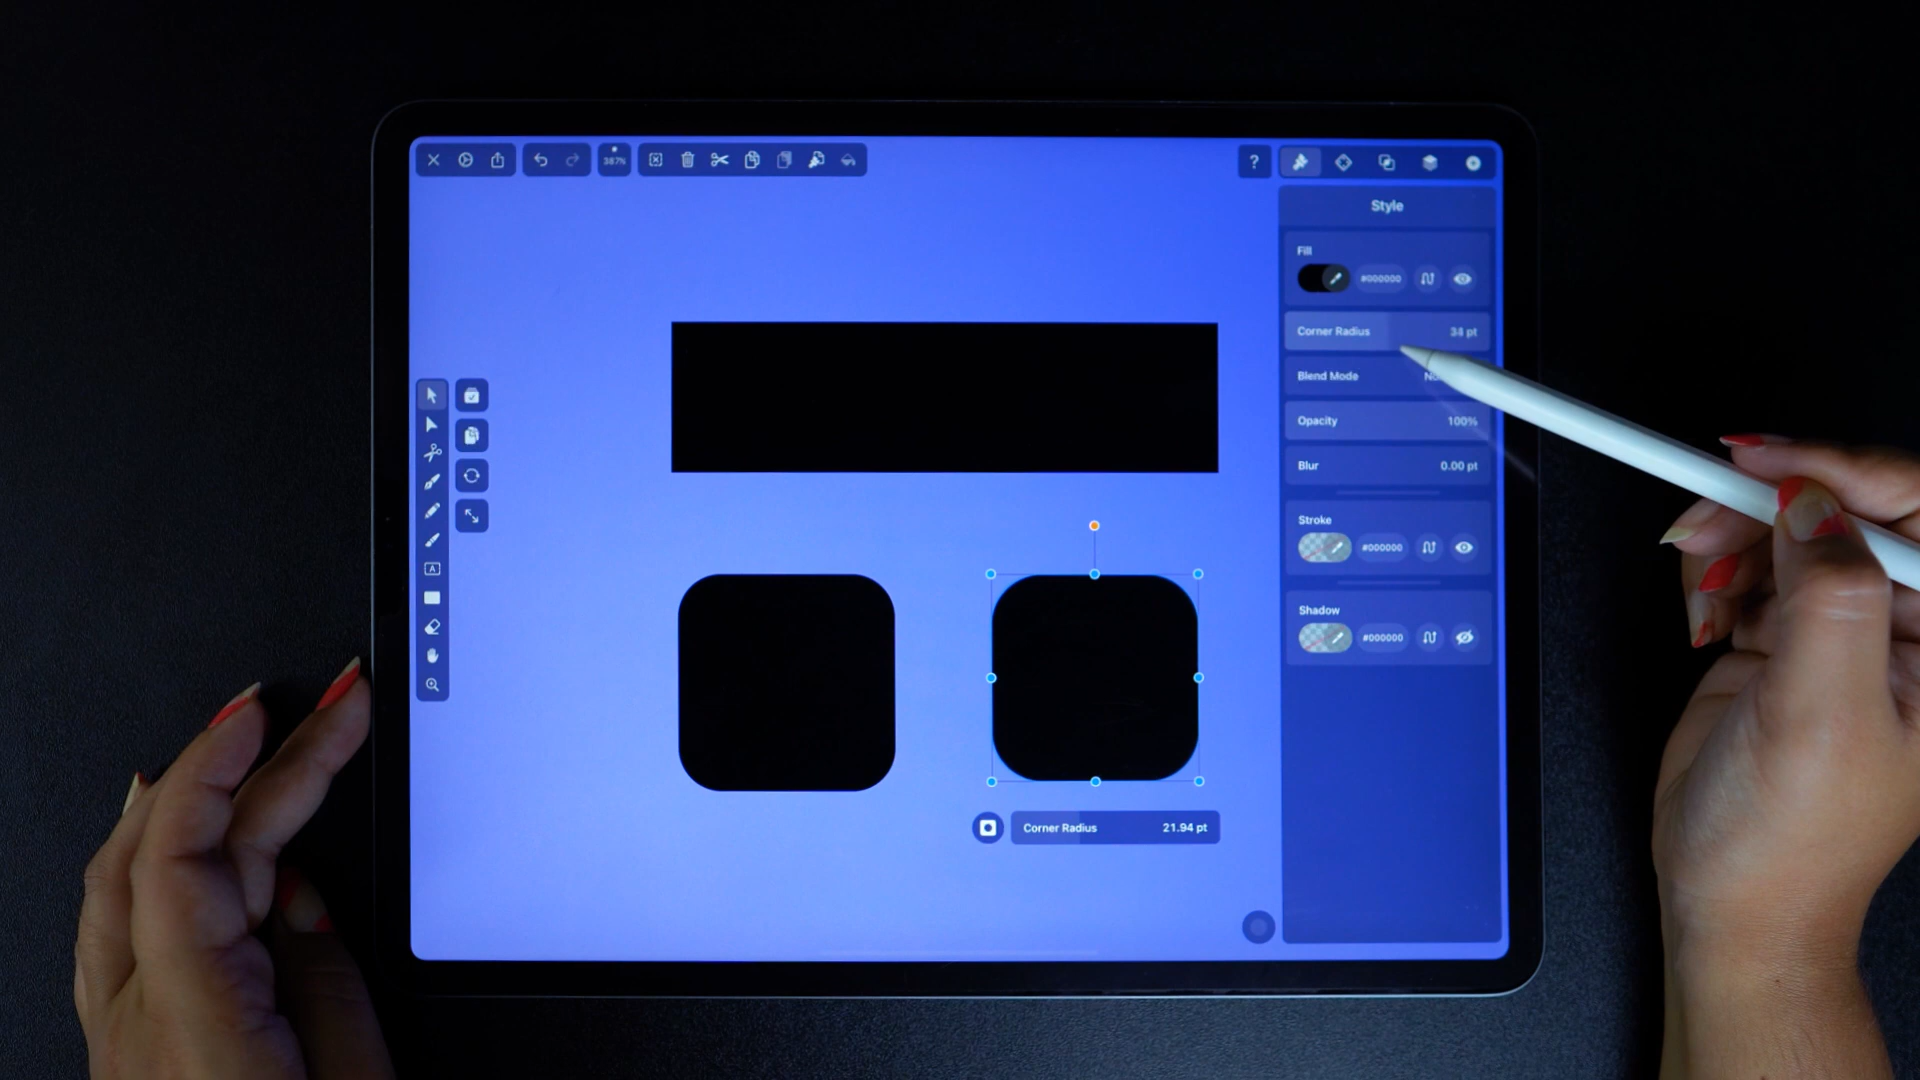 387%
?
Style
Fill
#000000
Corner Radius
Blend Mode
Opacity 100%
Blur 0.00 pt
Stroke
#000000
A
Shadow
#000000
Corner Radius 21.94 pt